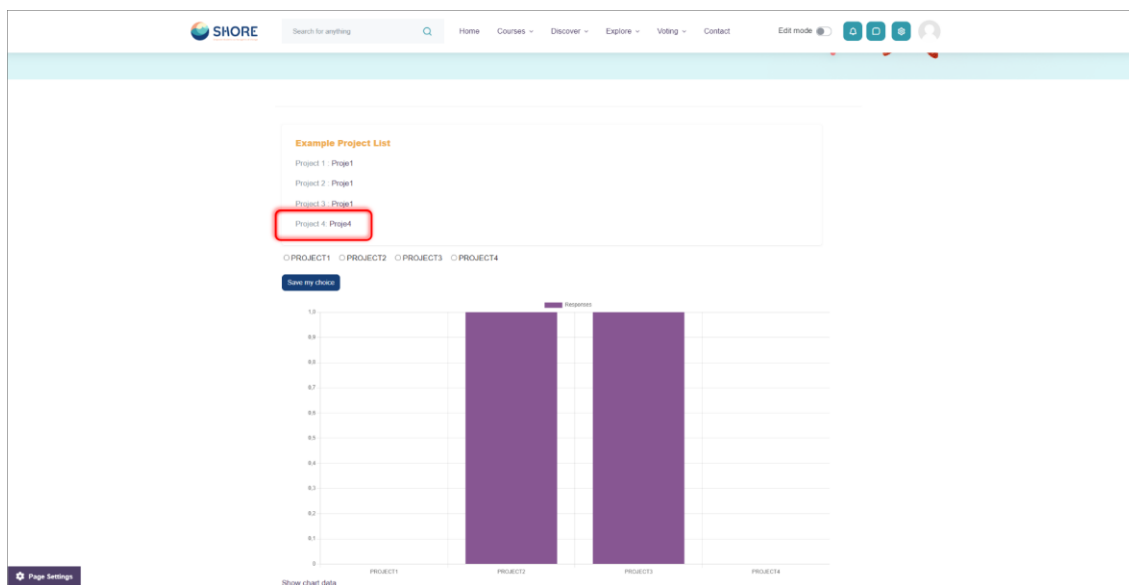 SHORE Search for anything Home Courses Discover Explore Voting Contact Edit mode
Example Project List
Project 1 : Proje1
Project 2 : Proje1
Project 3 : Proje1
Project 4: Proje4
PROJECT1 PROJECT2 PROJECT3 PROJECT4
Save my choice
Responses
1,0
0,9
0,8
0,7
0,6
0,5
0,4
0,3
0,2
0,1
0
PROJECT1 PROJECT2 PROJECT3 PROJECT4
Show chart data
Page Settings